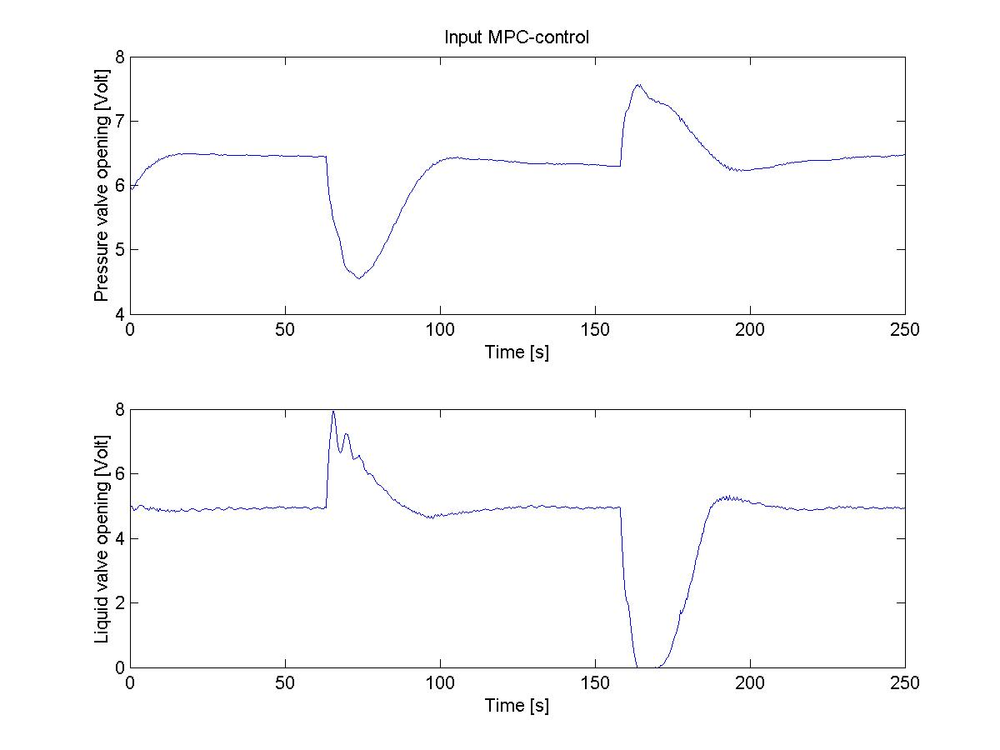 Input MPC-control
8
7
6
5
4
Pressure valve opening [Volt]
0 50 100 150 200 250
Time [s]
8
6
4
2
0
Liquid valve opening [Volt]
0 50 100 150 200 250
Time [s]